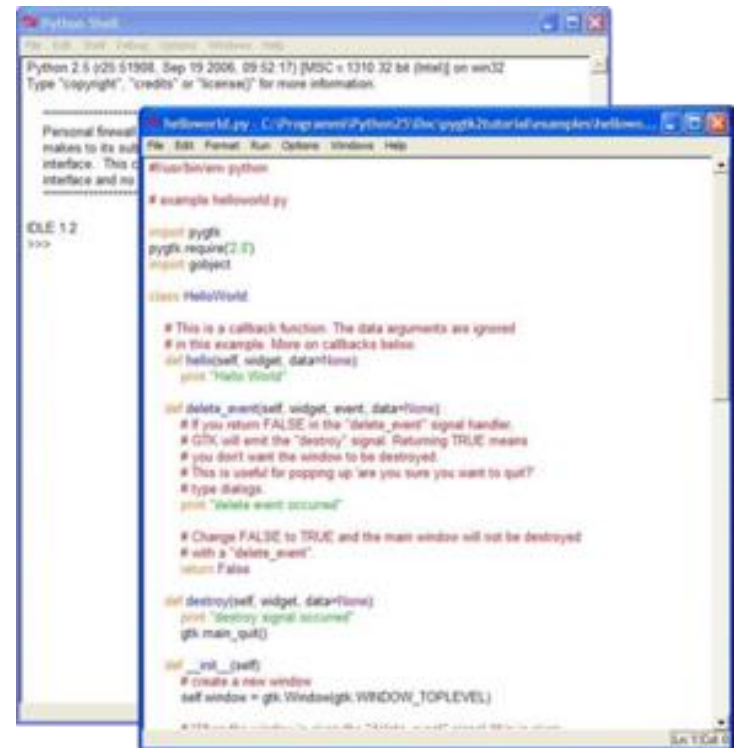 Python Shell
File Edit Shell Debug Options Windows Help
Python 2.5 (r25:51908, Sep 19 2006, 09:52:17) [MSC v.1310 32 bit (Intel)] on win32
Type "copyright", "credits" or "license()" for more information.
Personal firewall
makes to its sub
interface. This c
interface and no
IDLE 1.2
>>>
helloworld.py - C:\Programmi\Python25\Doc\pygtk2tutorial\examples\hellowo...
File Edit Format Run Options Windows Help
#!/usr/bin/env python
# example helloworld.py
import pygtk
pygtk.require('2.0')
import gobject
class HelloWorld:
# This is a callback function. The data arguments are ignored
# in this example. More on callbacks below.
def hello(self, widget, data=None):
print "Hello World"
def delete_event(self, widget, event, data=None):
# If you return FALSE in the "delete_event" signal handler,
# GTK will emit the "destroy" signal. Returning TRUE means
# you don't want the window to be destroyed.
# This is useful for popping up 'are you sure you want to quit?'
# type dialogs.
print "delete event occurred"
# Change FALSE to TRUE and the main window will not be destroyed
# with a "delete_event".
return False
def destroy(self, widget, data=None):
print "destroy signal occurred"
gtk.main_quit()
def __init__(self):
# create a new window
self.window = gtk.Window(gtk.WINDOW_TOPLEVEL)
Ln: 1 Col: 0